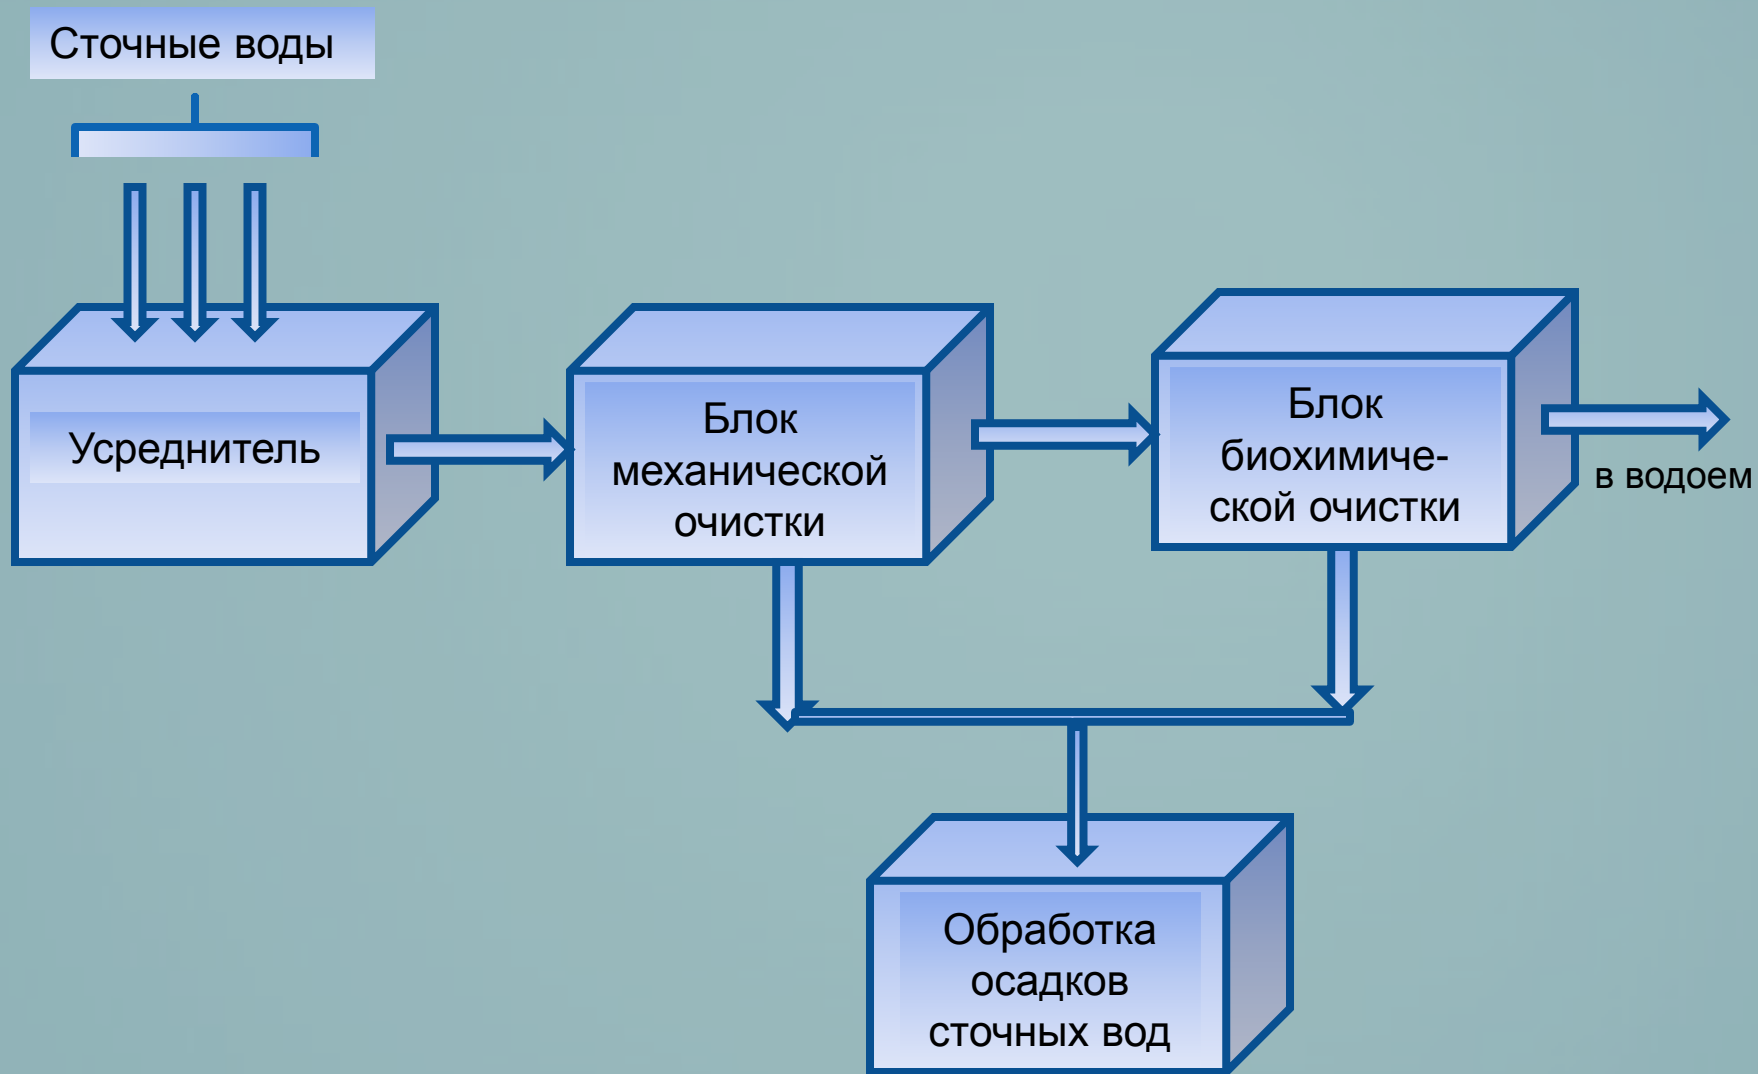 Сточные воды
Усреднитель
Блок
механической
очистки
Блок
биохимиче-
ской очистки
в водоем
Обработка
осадков
сточных вод